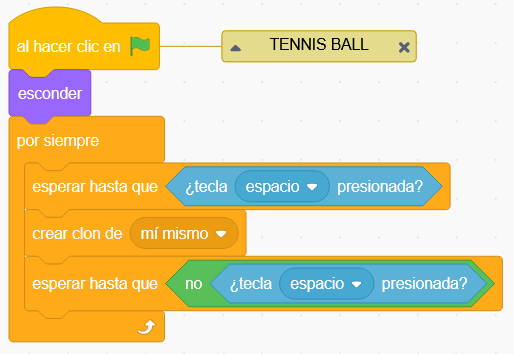 al hacer clic en
TENNIS BALL
esconder
por siempre
esperar hasta que ¿tecla espacio presionada?
crear clon de mí mismo
esperar hasta que no ¿tecla espacio presionada?